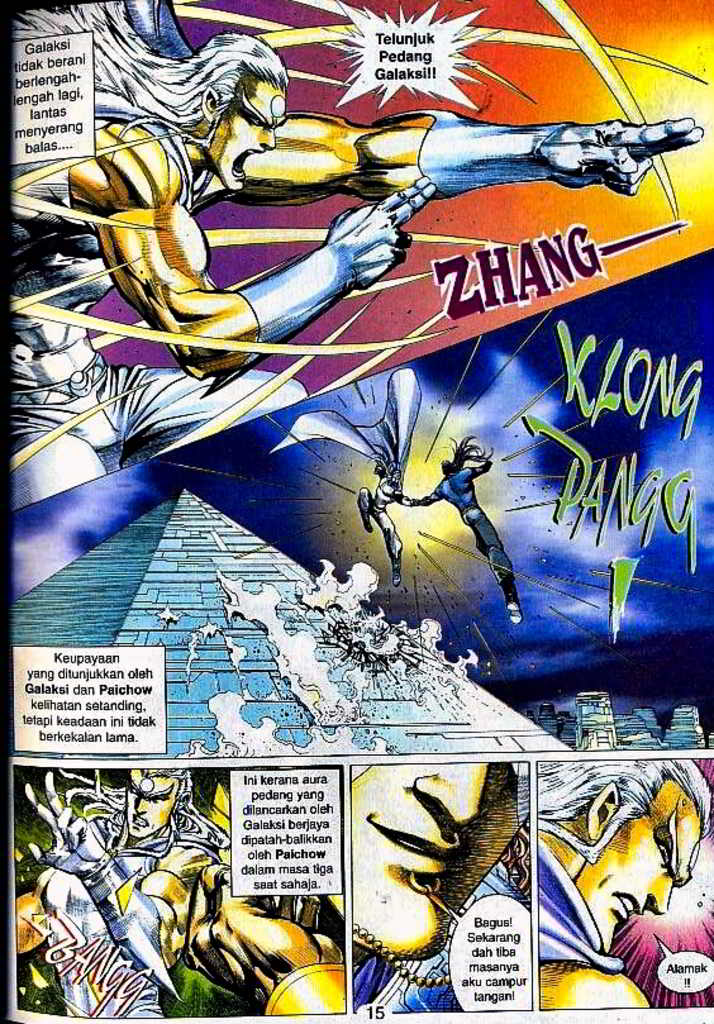 Galaksi
tidak berani
berlengah-
lengah lagi,
lantas
menyerang
balas....
Telunjuk
Pedang
Galaksi!!
ZHANG
KLONG
PANGG
!
Keupayaan
yang ditunjukkan oleh
Galaksi dan Paichow
kelihatan setanding,
tetapi keadaan ini tidak
berkekalan lama.
Ini kerana aura
pedang yang
dilancarkan oleh
Galaksi berjaya
dipatah-balikkan
oleh Paichow
dalam masa tiga
saat sahaja.
PANGG
Bagus!
Sekarang
dah tiba
masanya
aku campur
tangan!
Alamak
!!
15